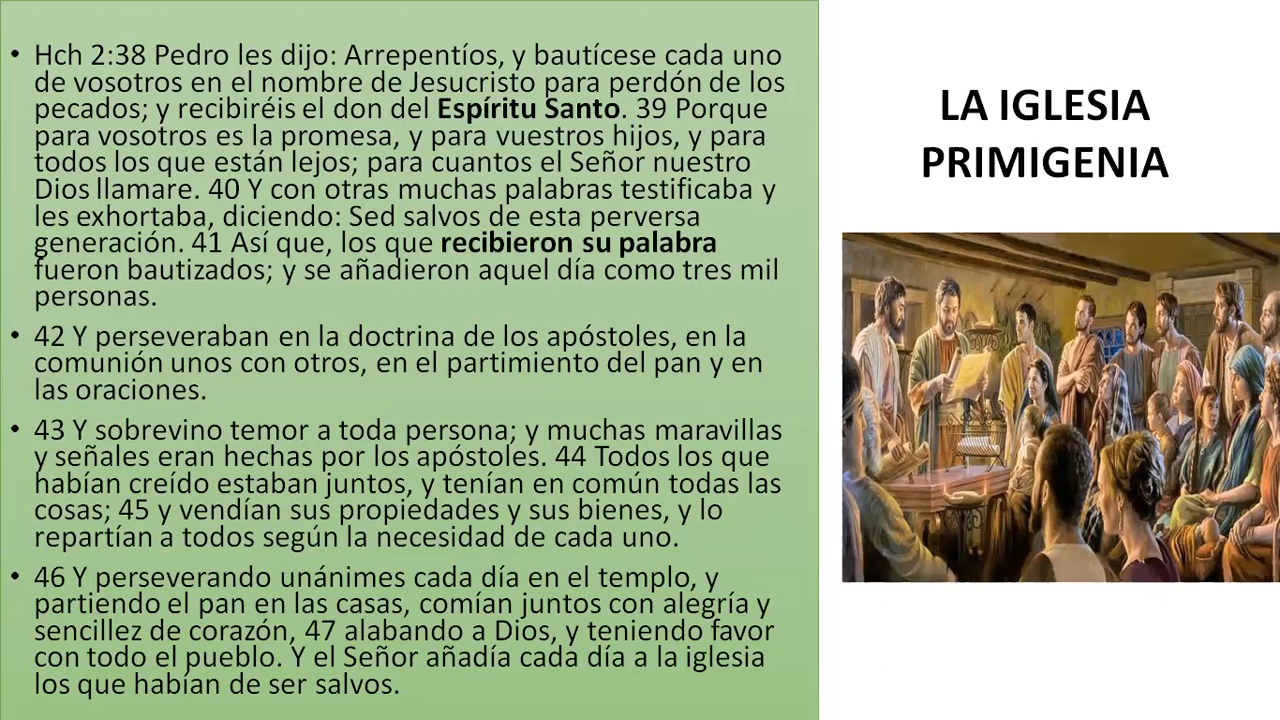 • Hch 2:38 Pedro les dijo: Arrepentíos, y bautícese cada uno
de vosotros en el nombre de Jesucristo para perdón de los
pecados; y recibiréis el don del Espíritu Santo. 39 Porque
para vosotros es la promesa, y para vuestros hijos, y para
todos los que están lejos; para cuantos el Señor nuestro
Dios llamare. 40 Y con otras muchas palabras testificaba y
les exhortaba, diciendo: Sed salvos de esta perversa
generación. 41 Así que, los que recibieron su palabra
fueron bautizados; y se añadieron aquel día como tres mil
personas.
• 42 Y perseveraban en la doctrina de los apóstoles, en la
comunión unos con otros, en el partimiento del pan y en
las oraciones.
• 43 Y sobrevino temor a toda persona; y muchas maravillas
y señales eran hechas por los apóstoles. 44 Todos los que
habían creído estaban juntos, y tenían en común todas las
cosas; 45 y vendían sus propiedades y sus bienes, y lo
repartían a todos según la necesidad de cada uno.
• 46 Y perseverando unánimes cada día en el templo, y
partiendo el pan en las casas, comían juntos con alegría y
sencillez de corazón, 47 alabando a Dios, y teniendo favor
con todo el pueblo. Y el Señor añadía cada día a la iglesia
los que habían de ser salvos.
LA IGLESIA
PRIMIGENIA